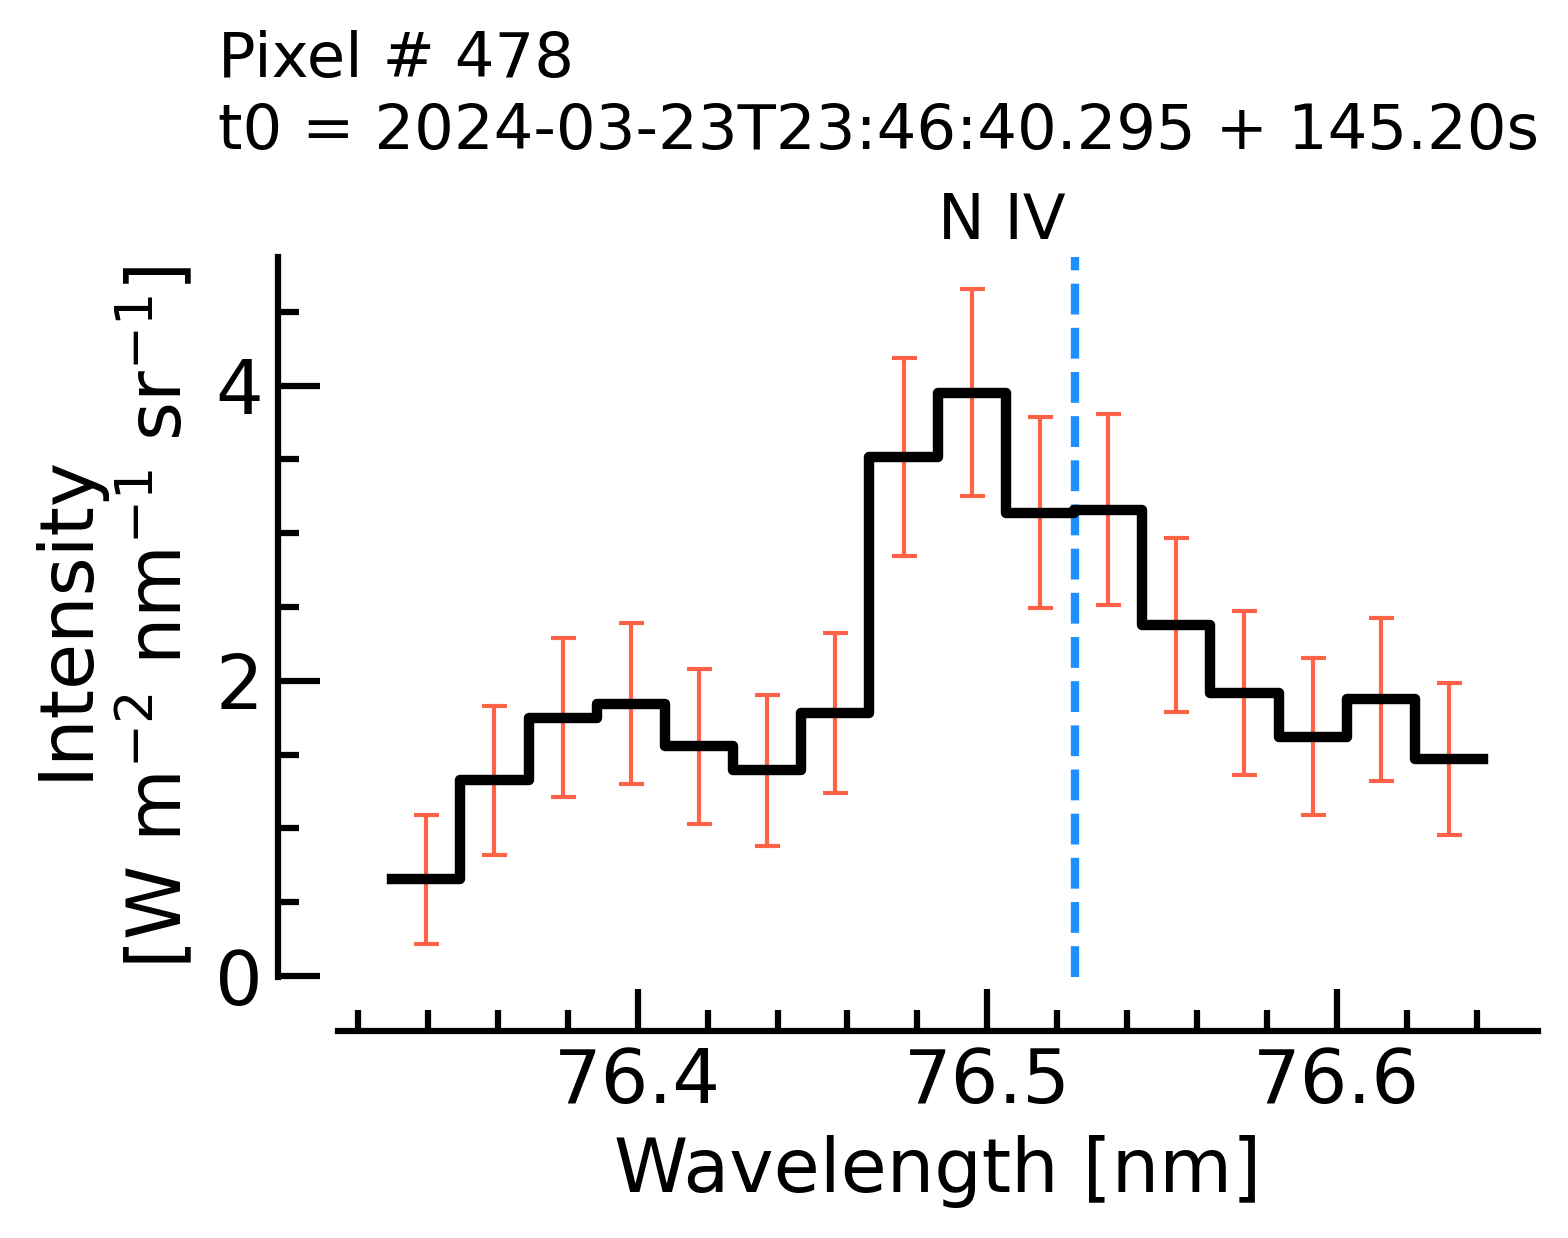 Pixel # 478
t0 = 2024-03-23T23:46:40.295 + 145.20s
N IV
Intensity
[W m⁻² nm⁻¹ sr⁻¹]
4
2
0
76.4 76.5 76.6
Wavelength [nm]